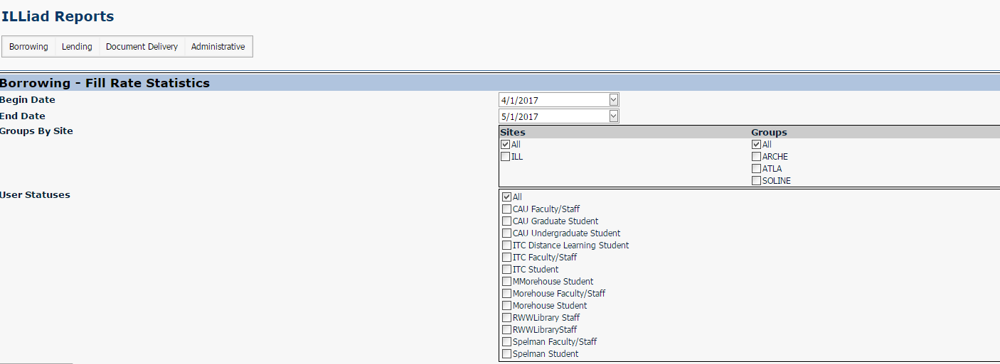 ILLiad Reports
Borrowing Lending Document Delivery Administrative
Borrowing - Fill Rate Statistics
Begin Date 4/1/2017
End Date 5/1/2017
Groups By Site Sites Groups
All All
ILL ARCHE
ATLA
SOLINE
User Statuses All
CAU Faculty/Staff
CAU Graduate Student
CAU Undergraduate Student
ITC Distance Learning Student
ITC Faculty/Staff
ITC Student
MMorehouse Student
Morehouse Faculty/Staff
Morehouse Student
RWWLibrary Staff
RWWLibraryStaff
Spelman Faculty/Staff
Spelman Student